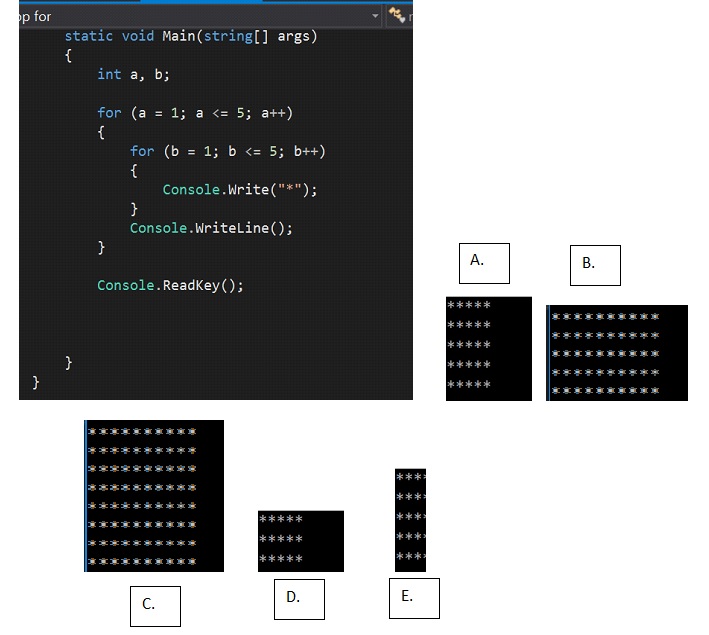 op for
static void Main(string[] args)
{
int a, b;
for (a = 1; a <= 5; a++)
{
for (b = 1; b <= 5; b++)
{
Console.Write("*");
}
Console.WriteLine();
}
Console.ReadKey();
}
}
A.
*****
*****
*****
*****
*****
B.
**********
**********
**********
**********
**********
**********
**********
**********
**********
**********
**********
**********
**********
C.
*****
*****
*****
D.
***
***
***
***
***
E.